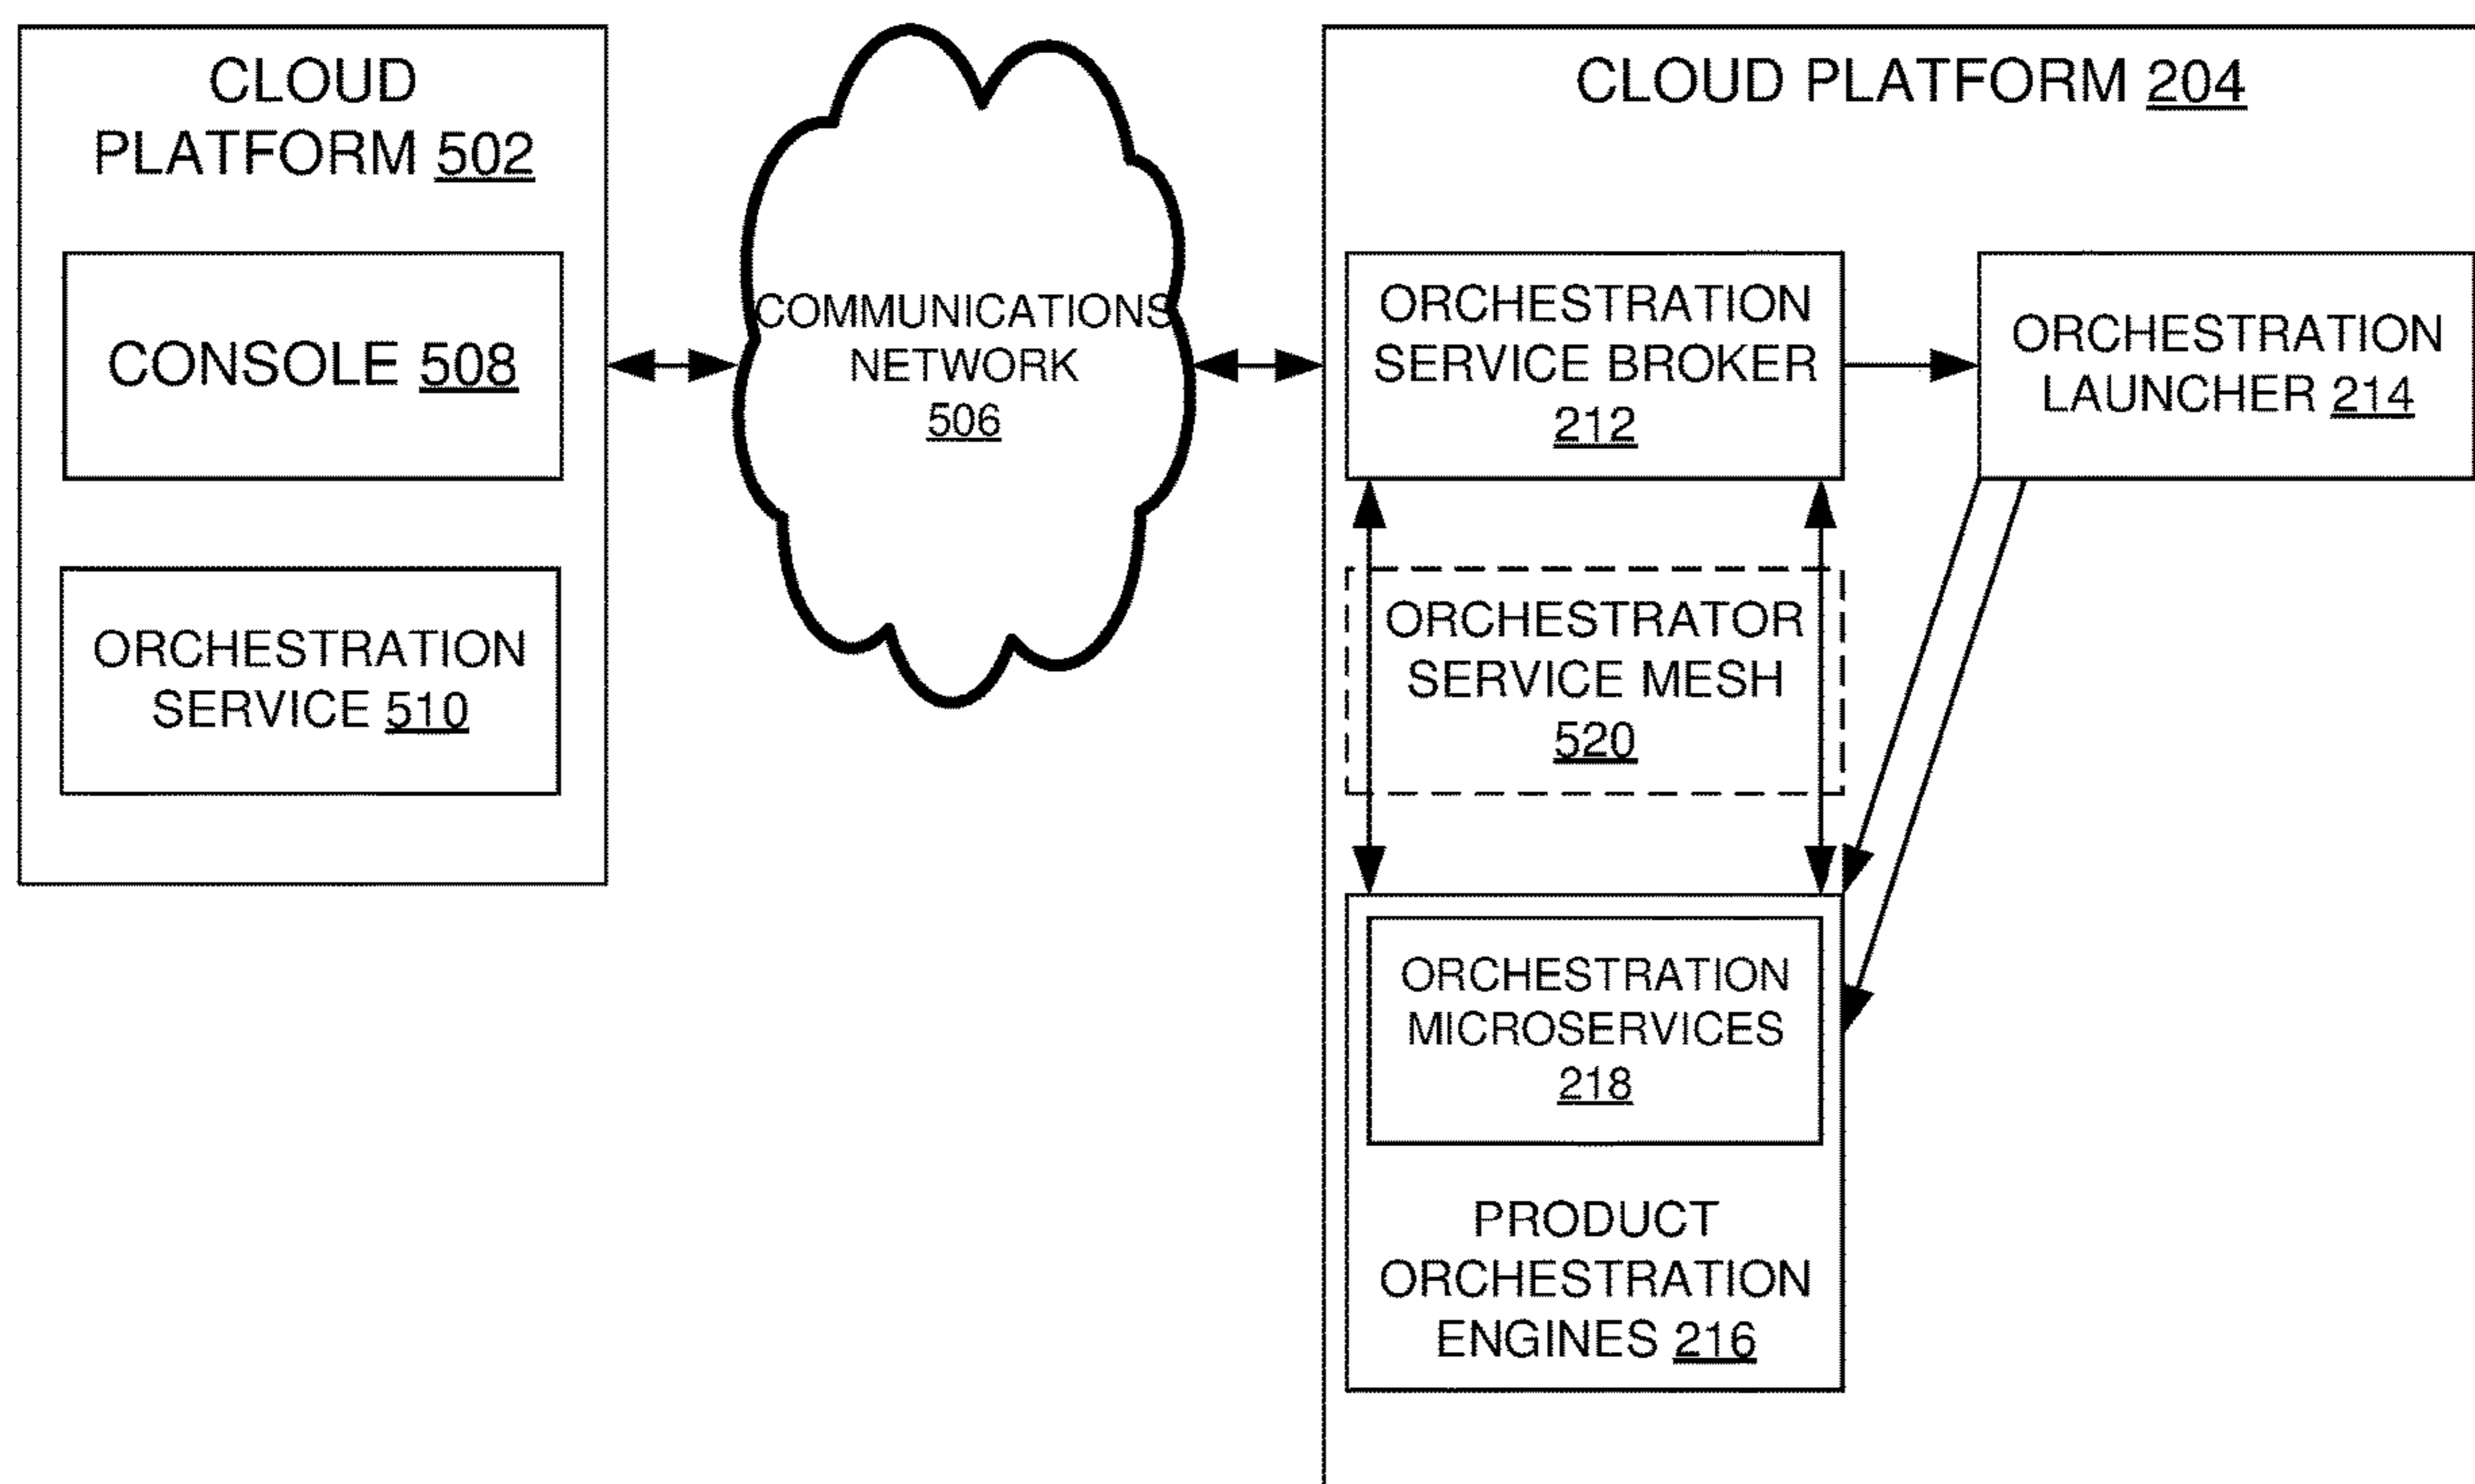 CLOUD
PLATFORM 502
CONSOLE 508
ORCHESTRATION
SERVICE 510
COMMUNICATIONS
NETWORK
506
CLOUD PLATFORM 204
ORCHESTRATION
SERVICE BROKER
212
ORCHESTRATION
LAUNCHER 214
ORCHESTRATOR
SERVICE MESH
520
ORCHESTRATION
MICROSERVICES
218
PRODUCT
ORCHESTRATION
ENGINES 216